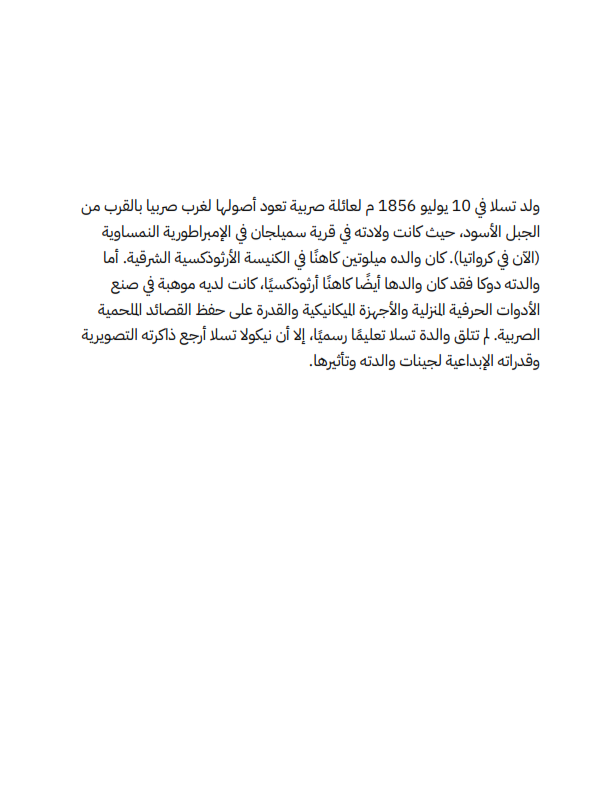 ولد تسلا في 10 يوليو 1856 م لعائلة صربية تعود أصولها لغرب صربيا بالقرب من
الجبل الأسود، حيث كانت ولادته في قرية سميلجان في الإمبراطورية النمساوية
(الآن في كرواتيا). كان والده ميلوتين كاهنًا في الكنيسة الأرثوذكسية الشرقية. أما
والدته دوكا فقد كان والدها أيضًا كاهنًا أرثوذكسيًا، كانت لديه موهبة في صنع
الأدوات الحرفية المنزلية والأجهزة الميكانيكية والقدرة على حفظ القصائد الملحمية
الصربية. لم تتلق والدة تسلا تعليمًا رسميًا، إلا أن نيكولا تسلا أرجع ذاكرته التصويرية
وقدراته الإبداعية لجينات والدته وتأثيرها.